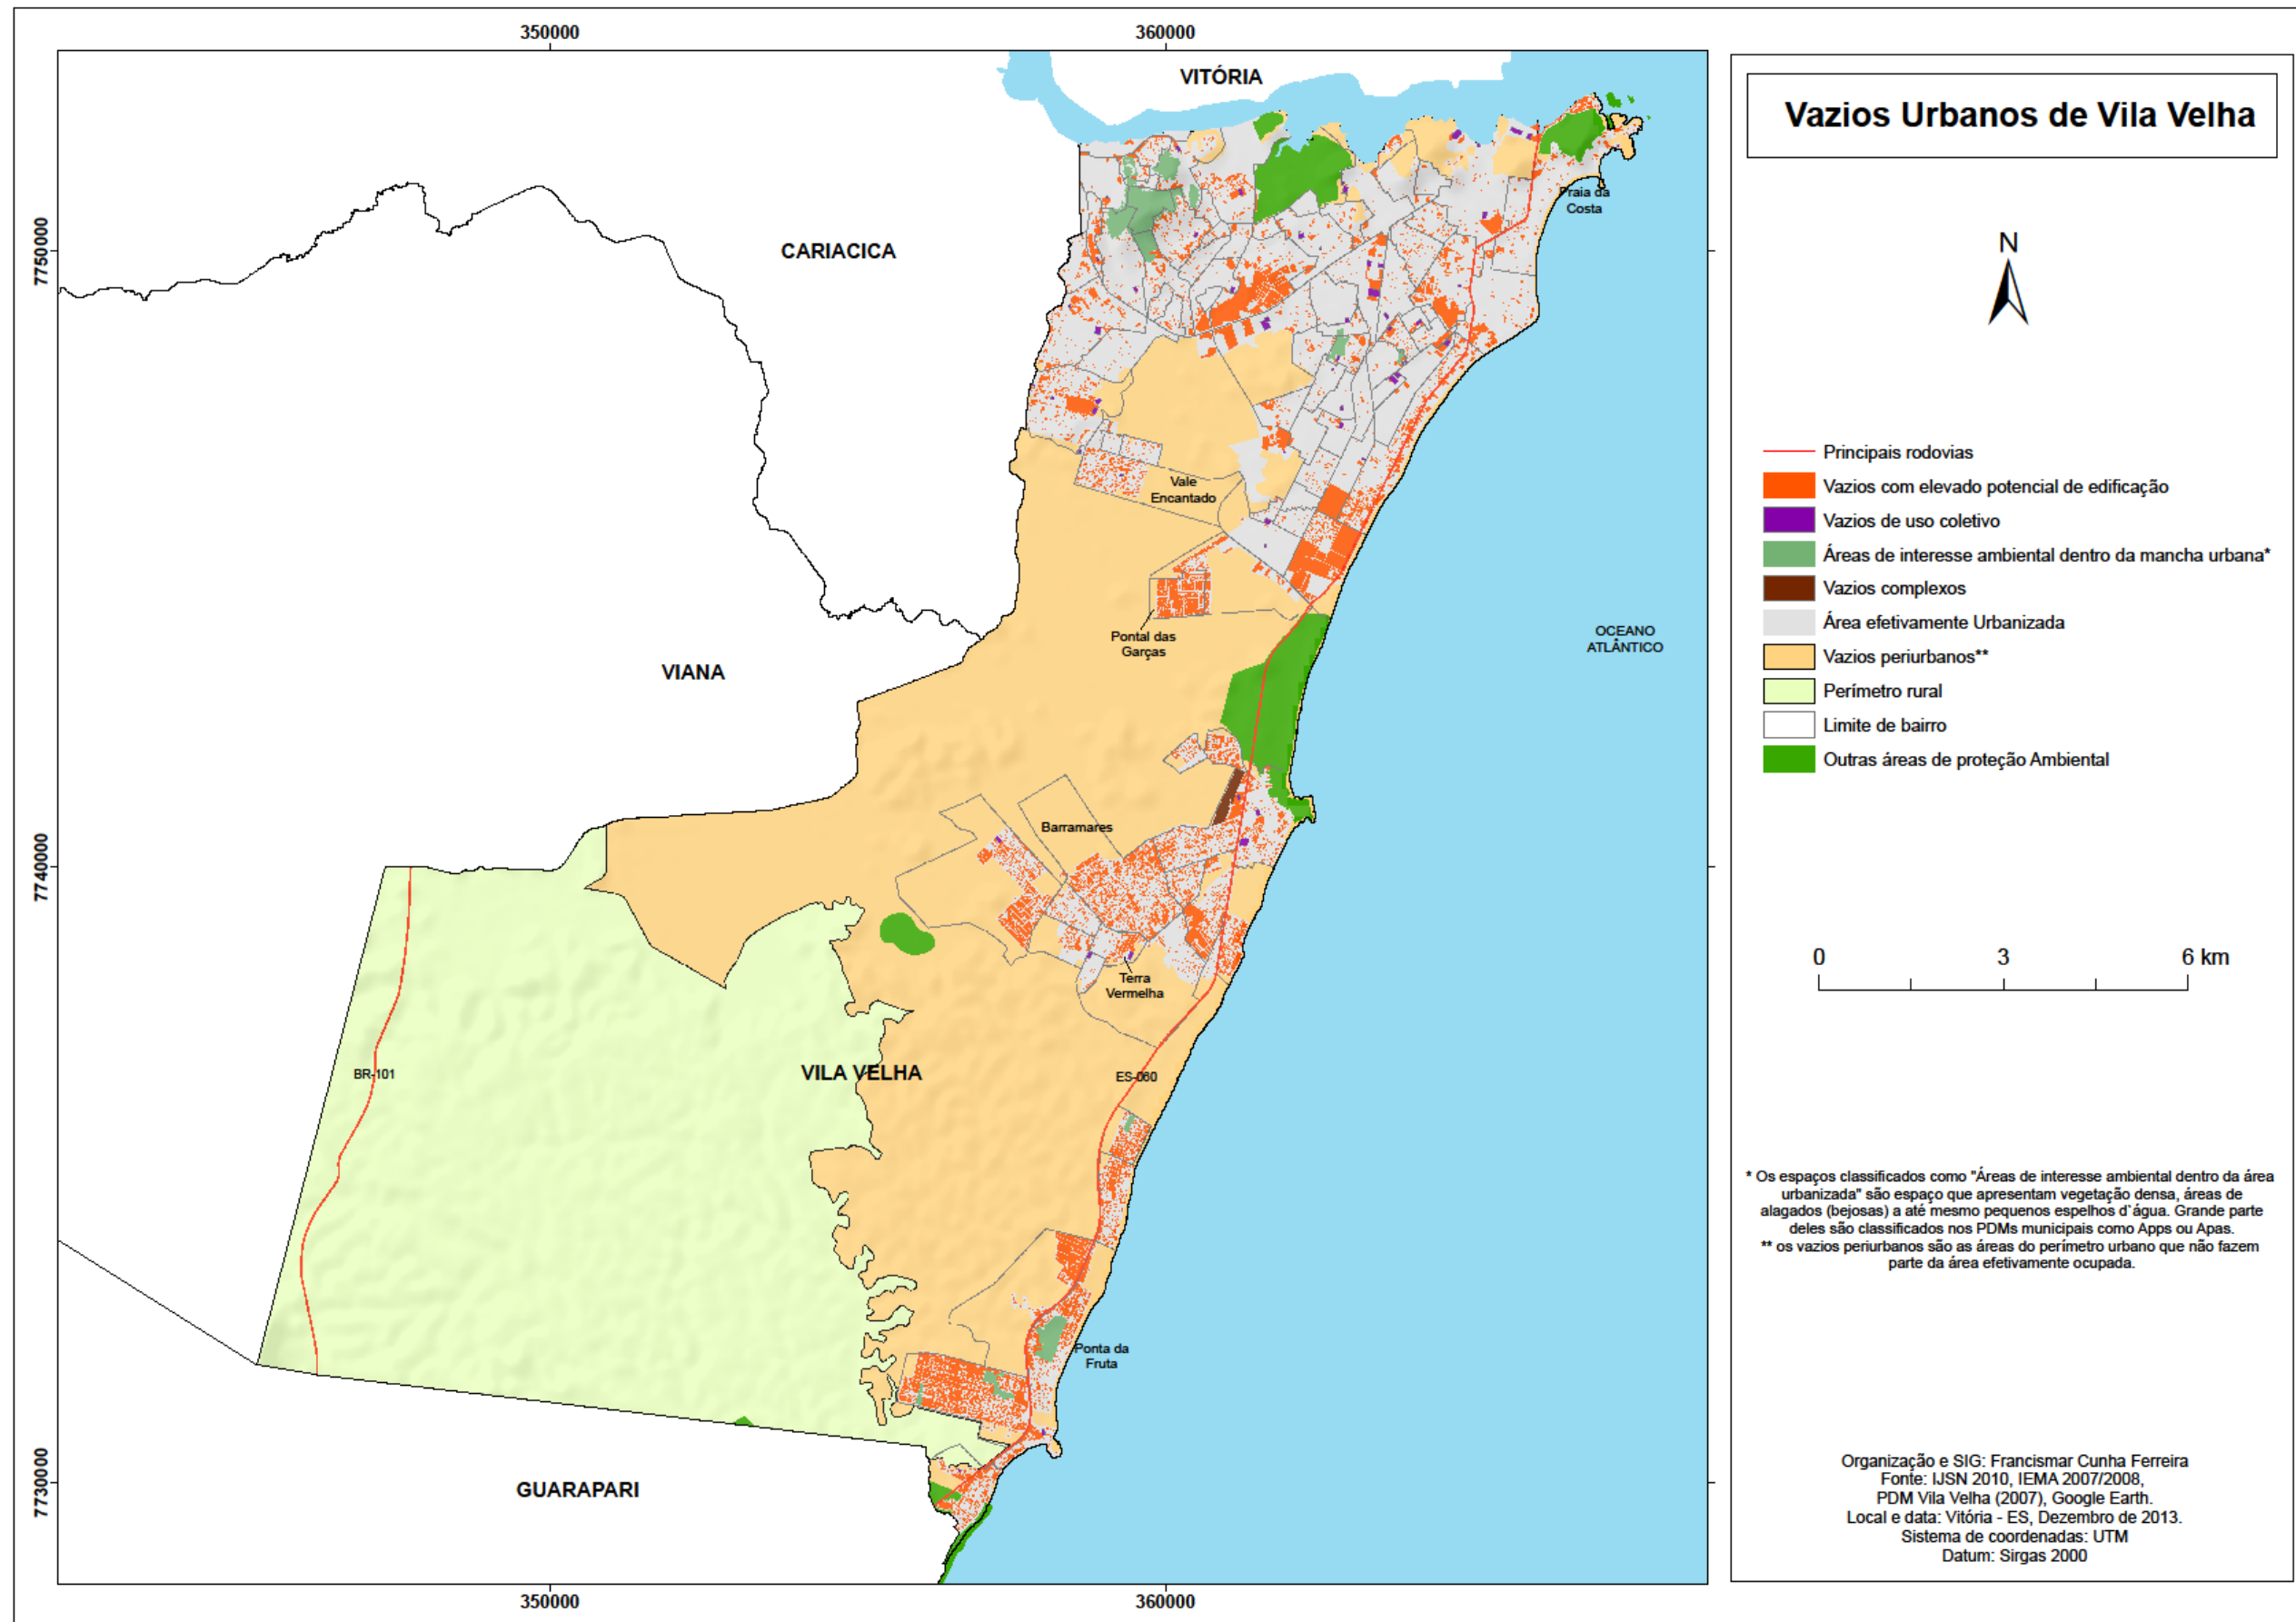 350000
360000
VITÓRIA
Praia da
Costa
7750000
CARIACICA
Vale
Encantado
Pontal das
Garças
OCEANO
ATLÂNTICO
VIANA
Barramares
7740000
Terra
Vermelha
BR-101
VILA VELHA
ES-060
Ponta da
Fruta
7730000
GUARAPARI
350000
360000
Vazios Urbanos de Vila Velha
N
Principais rodovias
Vazios com elevado potencial de edificação
Vazios de uso coletivo
Áreas de interesse ambiental dentro da mancha urbana*
Vazios complexos
Área efetivamente Urbanizada
Vazios periurbanos**
Perímetro rural
Limite de bairro
Outras áreas de proteção Ambiental
0 3 6 km
* Os espaços classificados como "Áreas de interesse ambiental dentro da área
urbanizada" são espaço que apresentam vegetação densa, áreas de
alagados (bejosas) a até mesmo pequenos espelhos d`água. Grande parte
deles são classificados nos PDMs municipais como Apps ou Apas.
** os vazios periurbanos são as áreas do perímetro urbano que não fazem
parte da área efetivamente ocupada.
Organização e SIG: Francismar Cunha Ferreira
Fonte: IJSN 2010, IEMA 2007/2008,
PDM Vila Velha (2007), Google Earth.
Local e data: Vitória - ES, Dezembro de 2013.
Sistema de coordenadas: UTM
Datum: Sirgas 2000